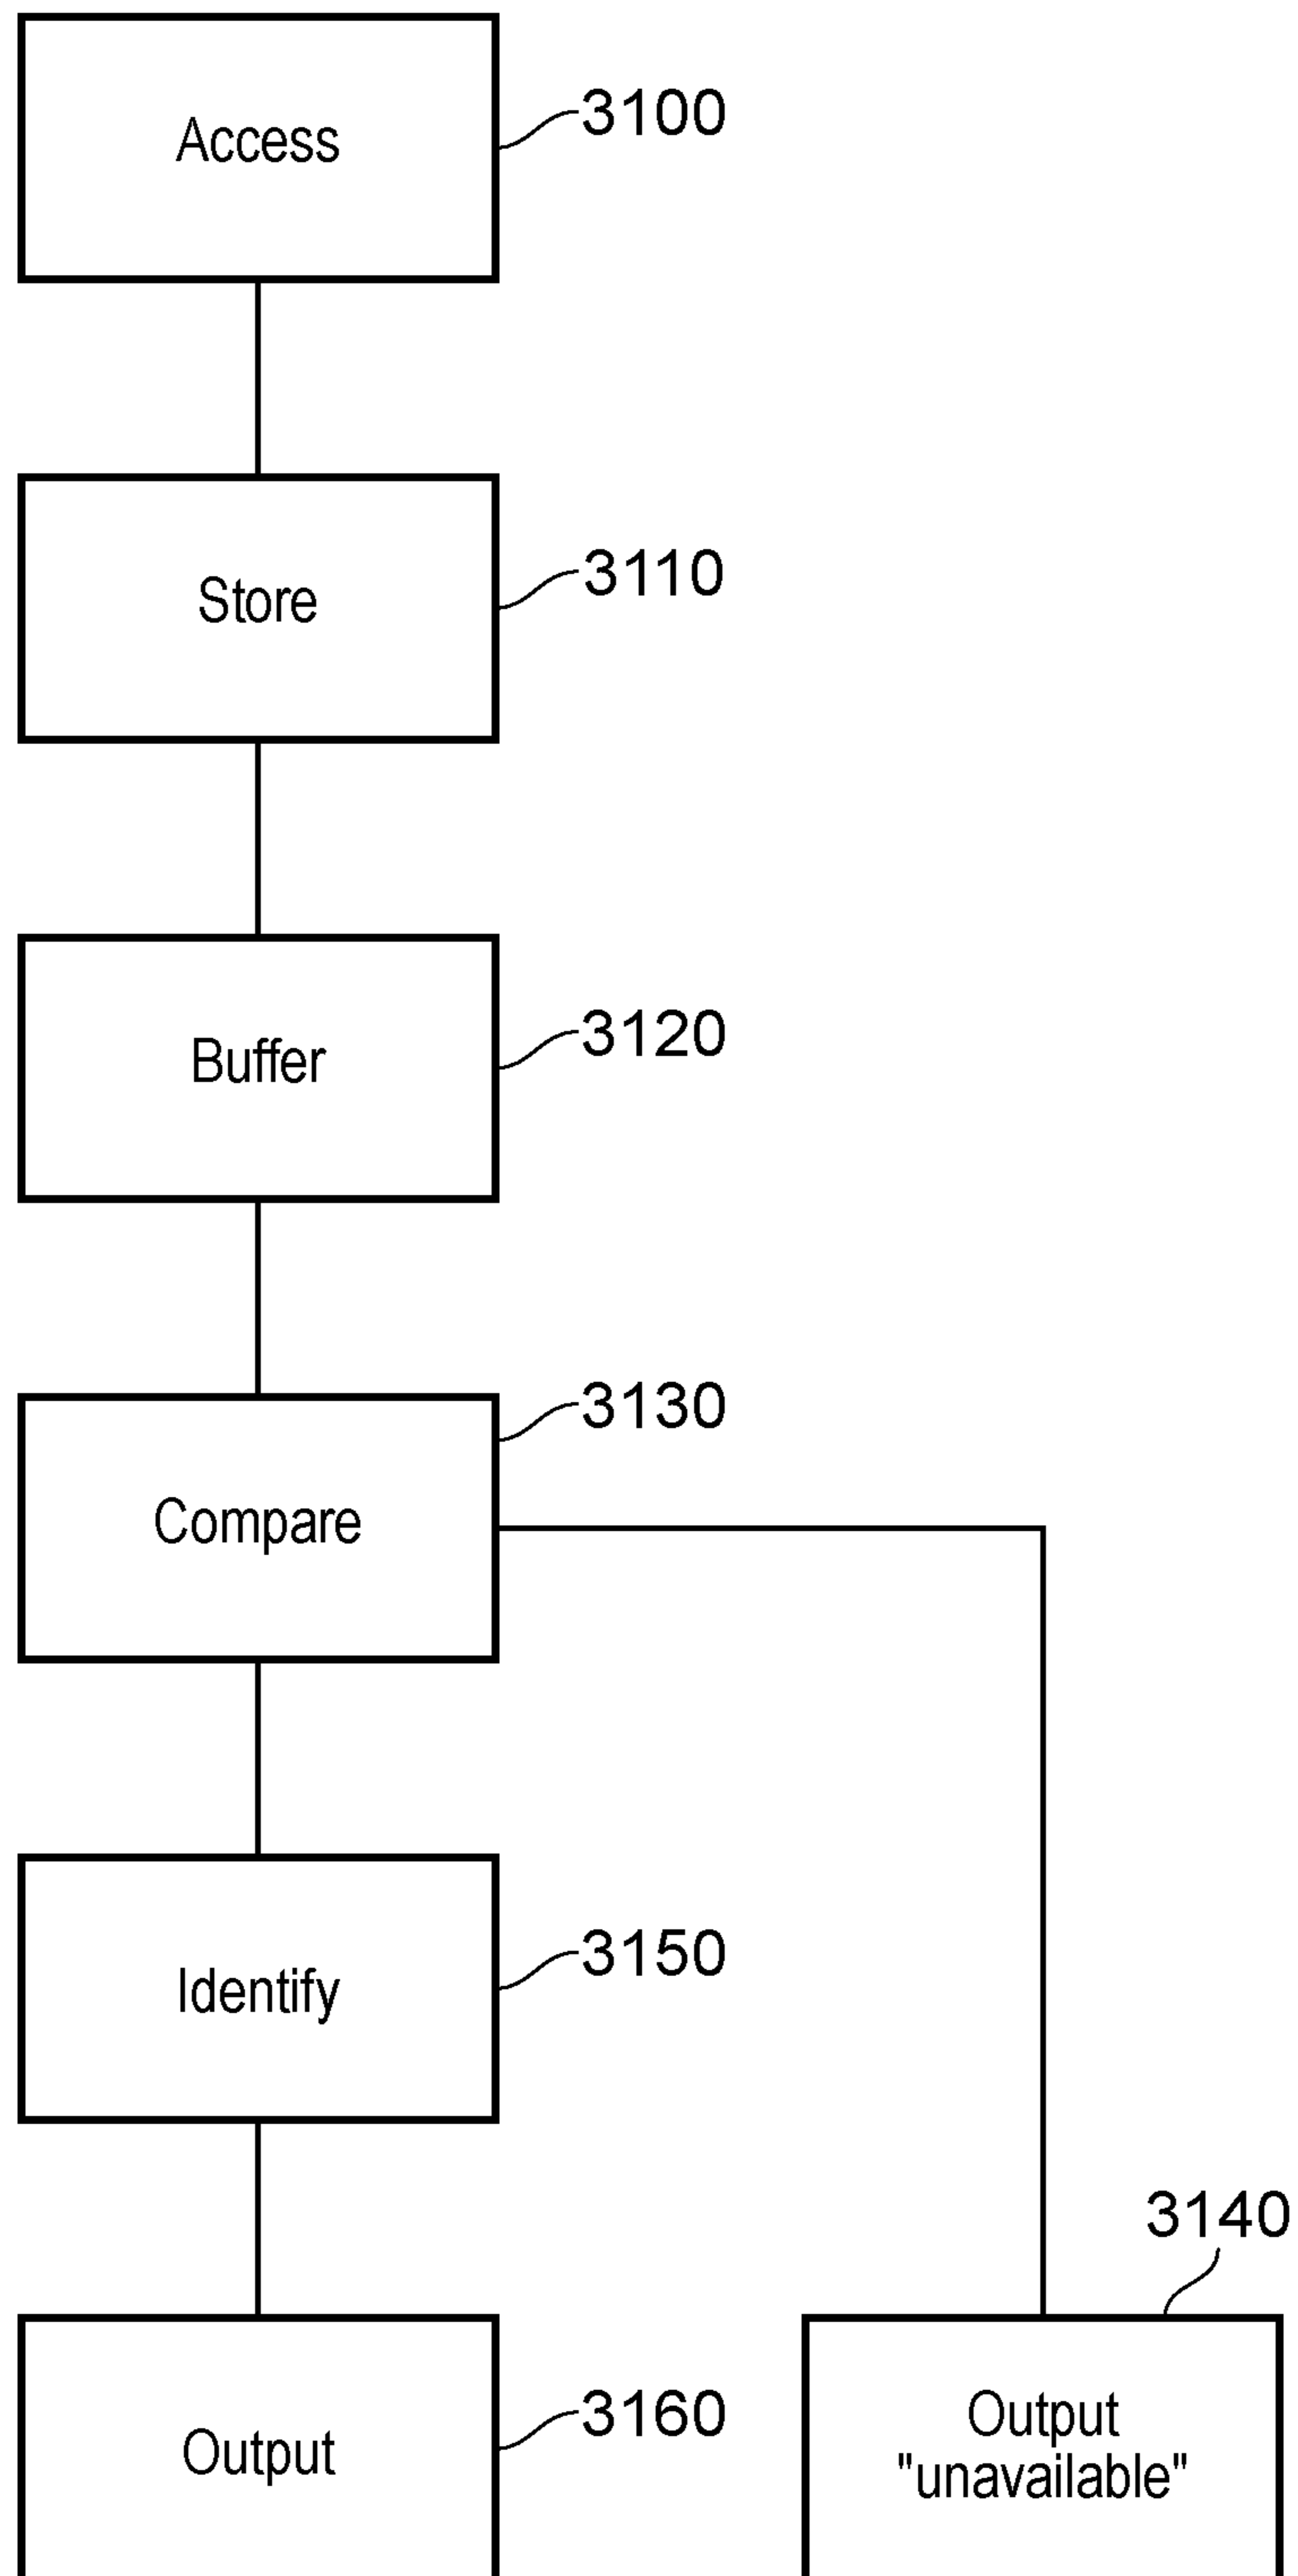 Access
3100
Store
3110
Buffer
3120
3130
Compare
Identify
3150
3140
Output
3160
Output
"unavailable"